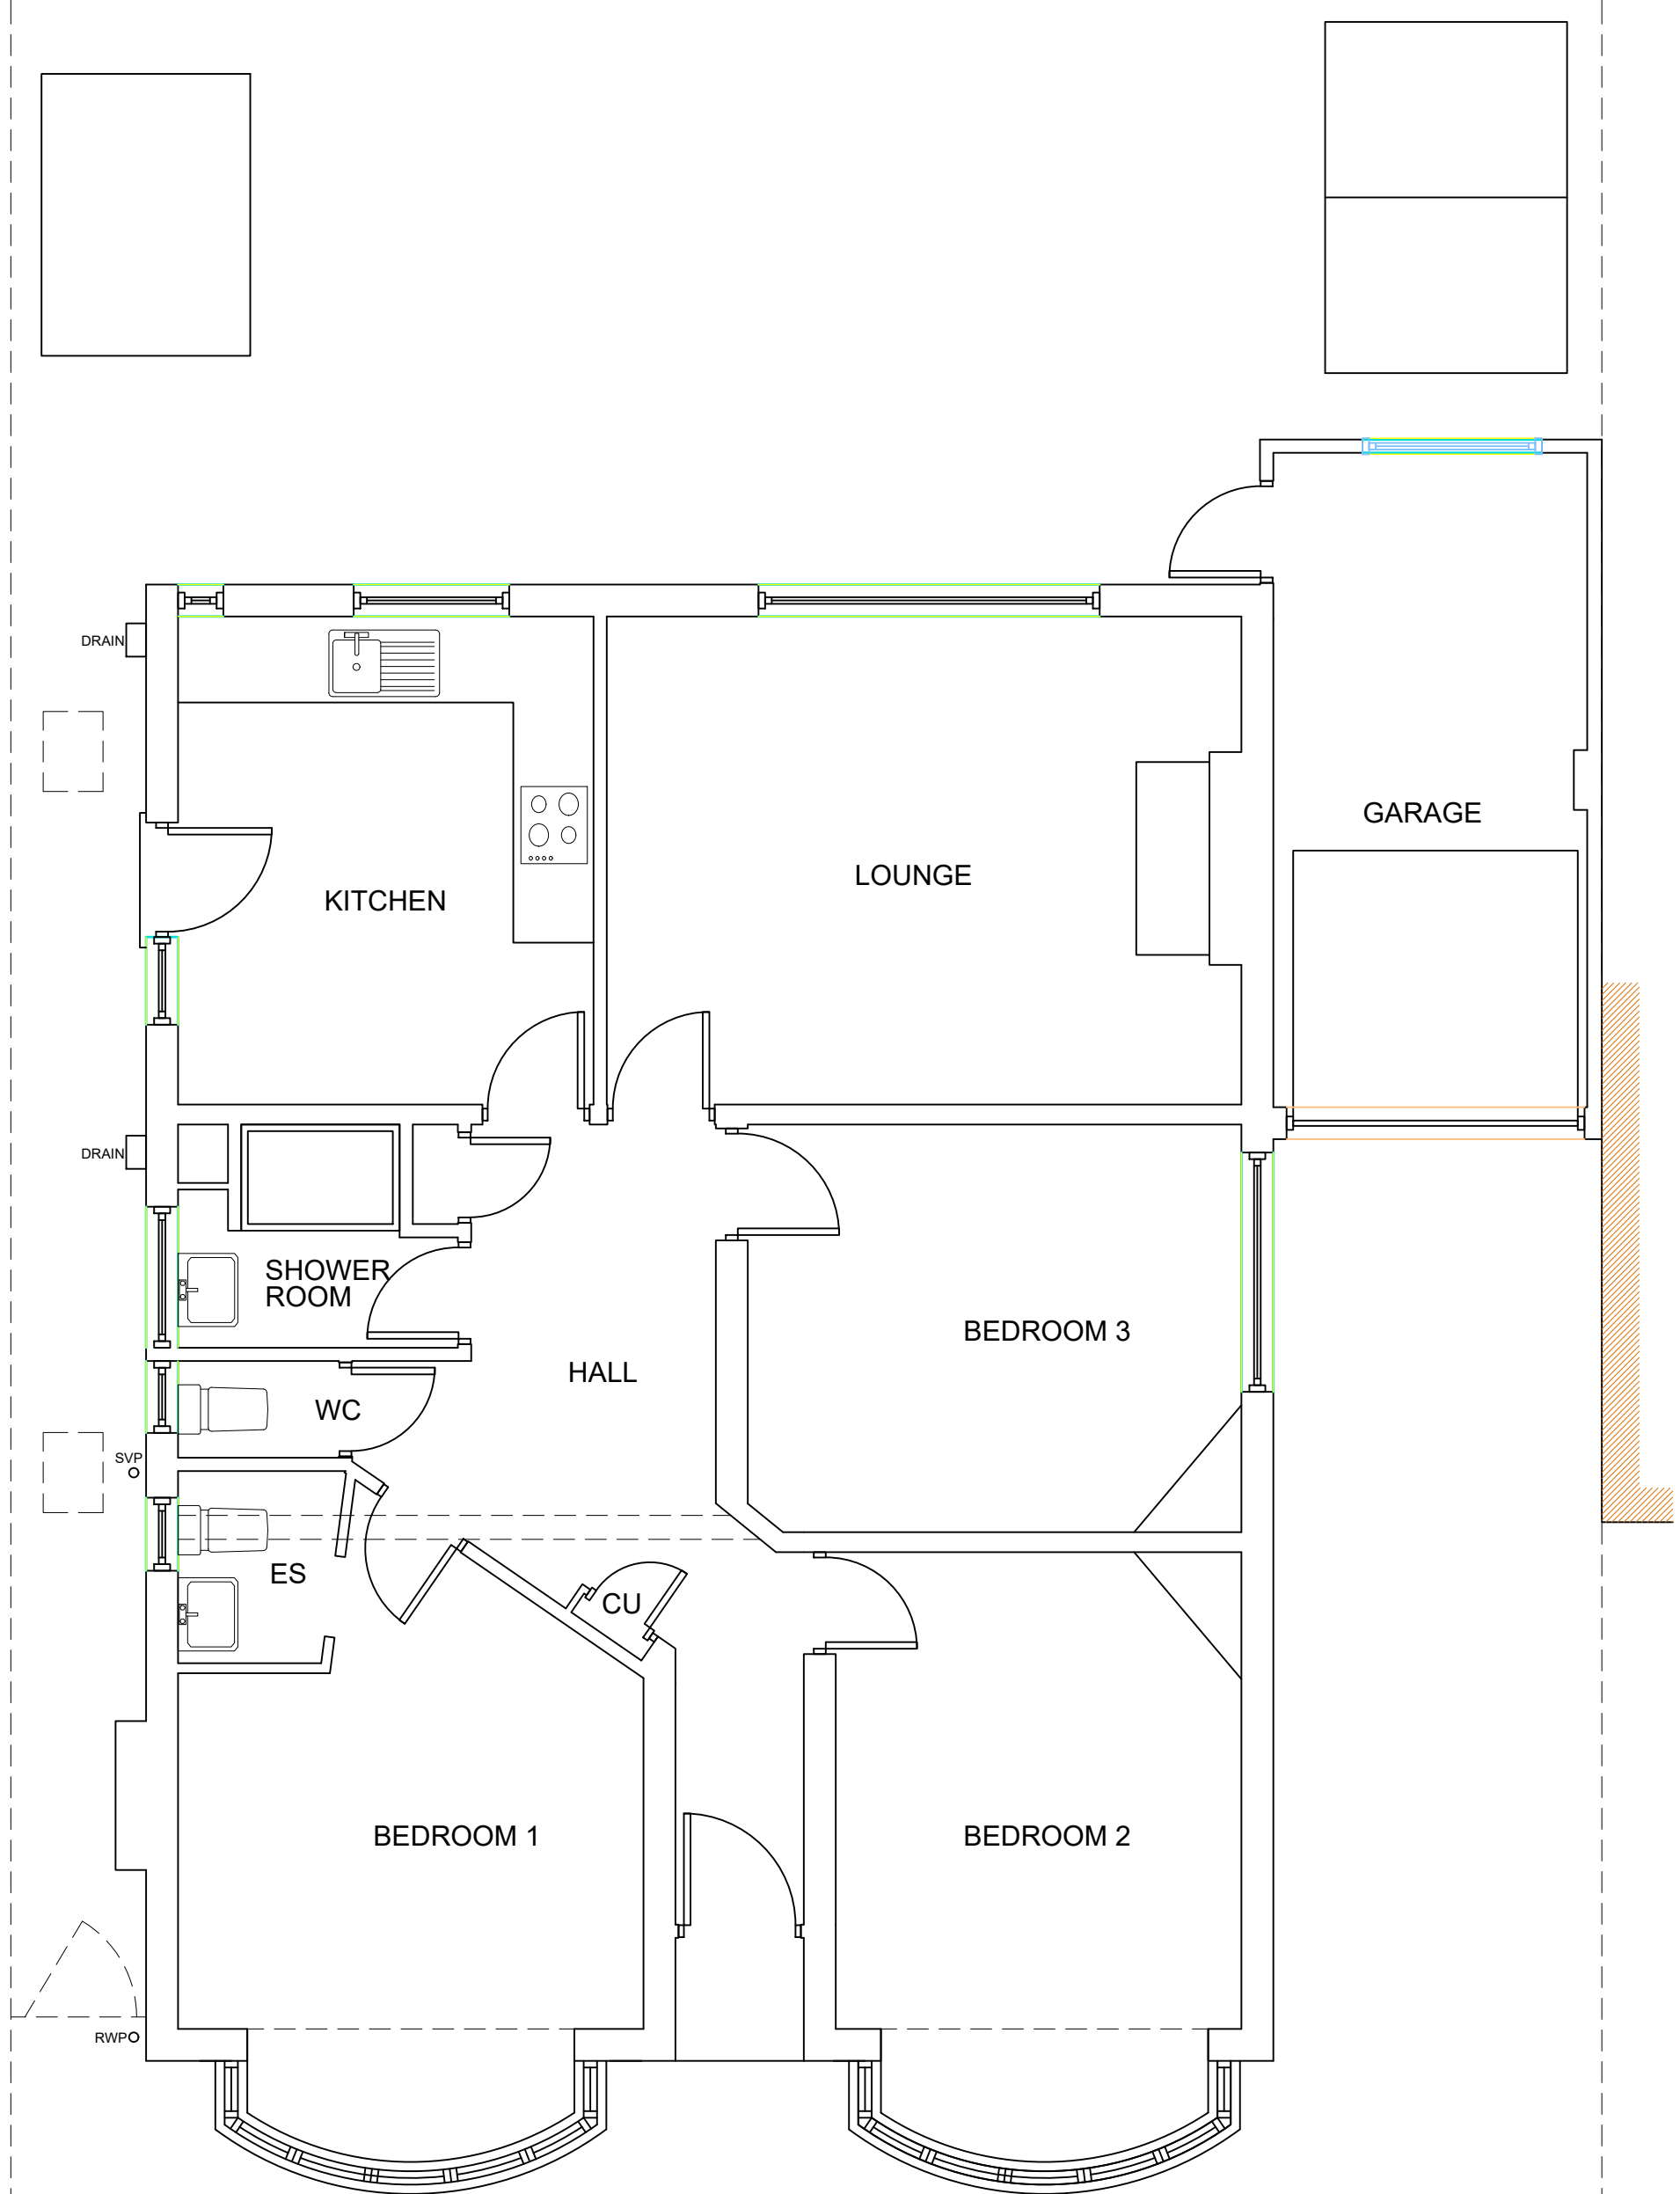 DRAIN
KITCHEN
LOUNGE
GARAGE
DRAIN
SHOWER
ROOM
BEDROOM 3
HALL
WC
SVP
ES
CU
BEDROOM 1
BEDROOM 2
RWP